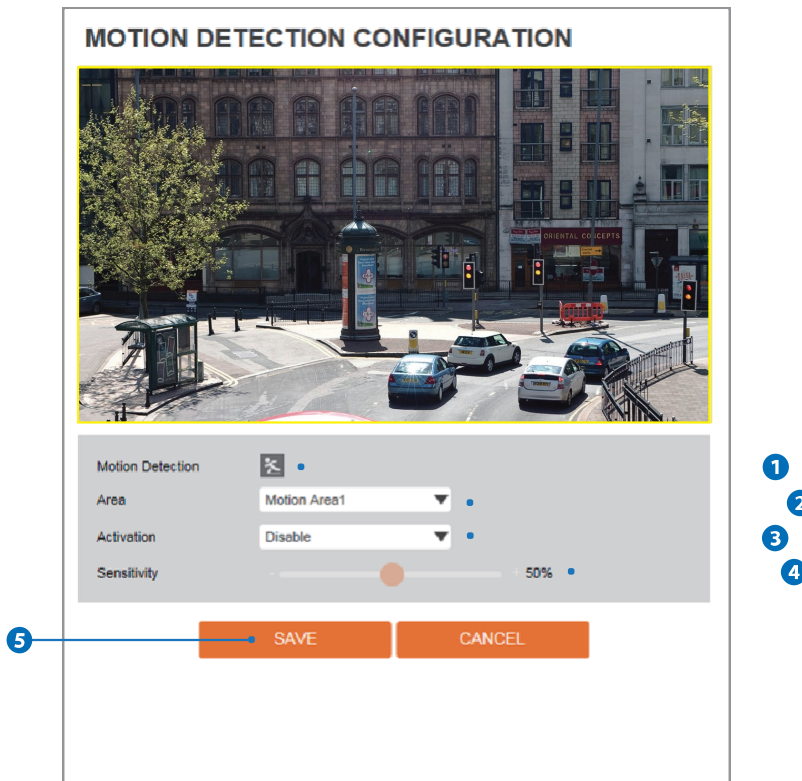 MOTION DETECTION CONFIGURATION
ORIENTAL CONCEPTS
Motion Detection
1
Area
Motion Area1
2
Activation
Disable
3
Sensitivity
-
+
50%
4
5
SAVE
CANCEL